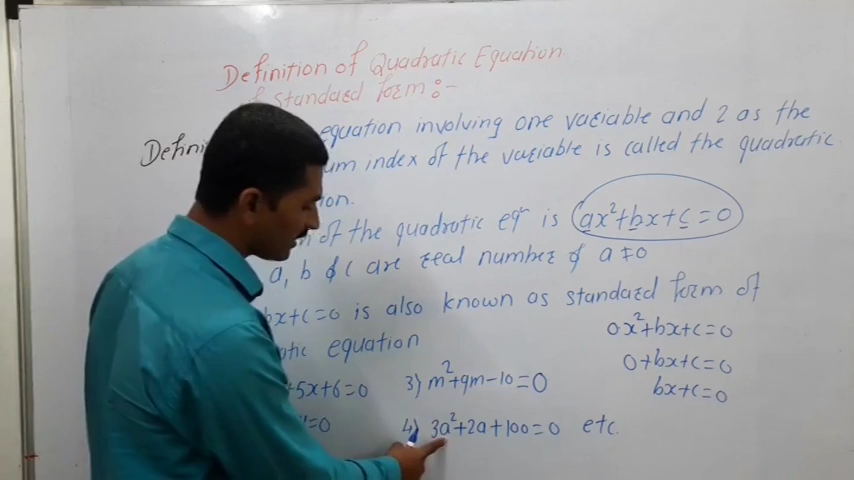 Definition of Quadratic Equation
Standard form :-
equation involving one variable and 2 as the
index of the variable is called the quadratic
of the quadratic eqn is ax²+bx+c=0
a, b & c are real number & a ≠ 0
bx+c=0 is also known as standard form of
equation
0x²+bx+c=0
0+bx+c=0
bx+c=0
+5x+6=0 3) m²+9m-10=0
=0 4) 3a²+2a+100=0 etc.